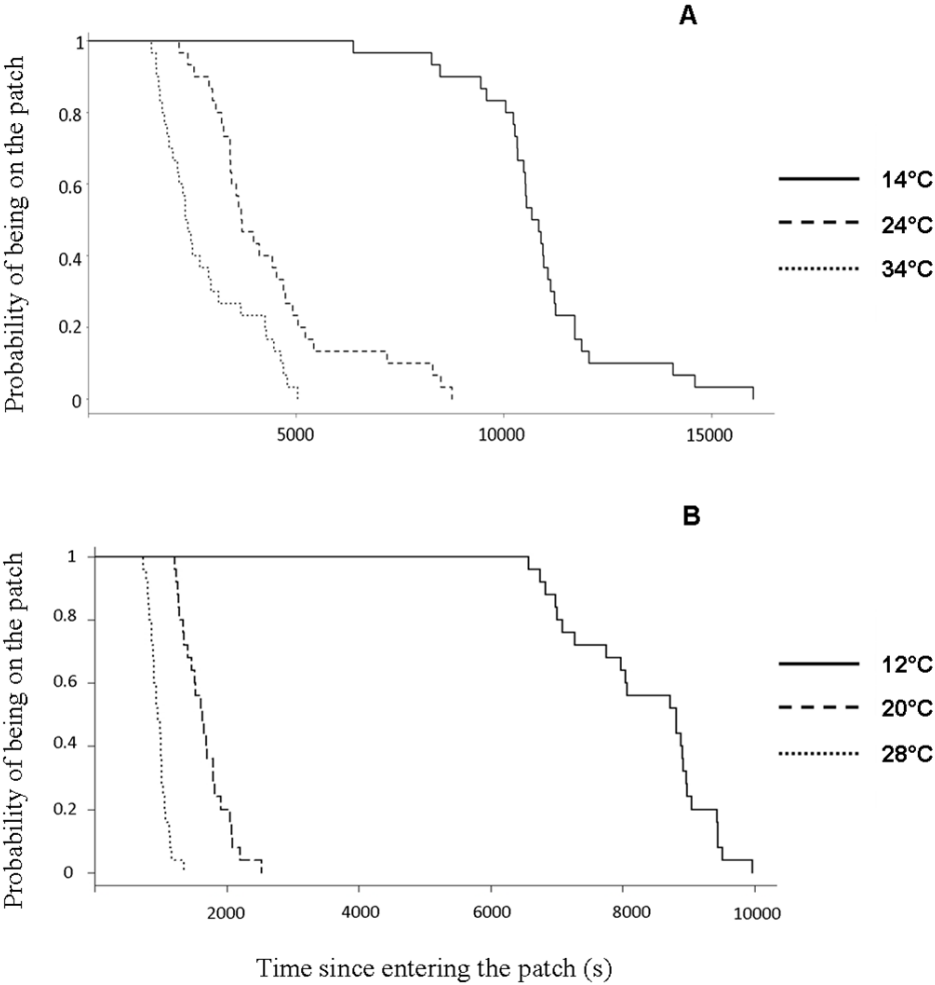 A
Probability of being on the patch
1
0.8
0.6
0.4
0.2
0
5000
10000
15000
14°C
24°C
34°C
B
Probability of being on the patch
1
0.8
0.6
0.4
0.2
0
2000
4000
6000
8000
10000
12°C
20°C
28°C
Time since entering the patch (s)